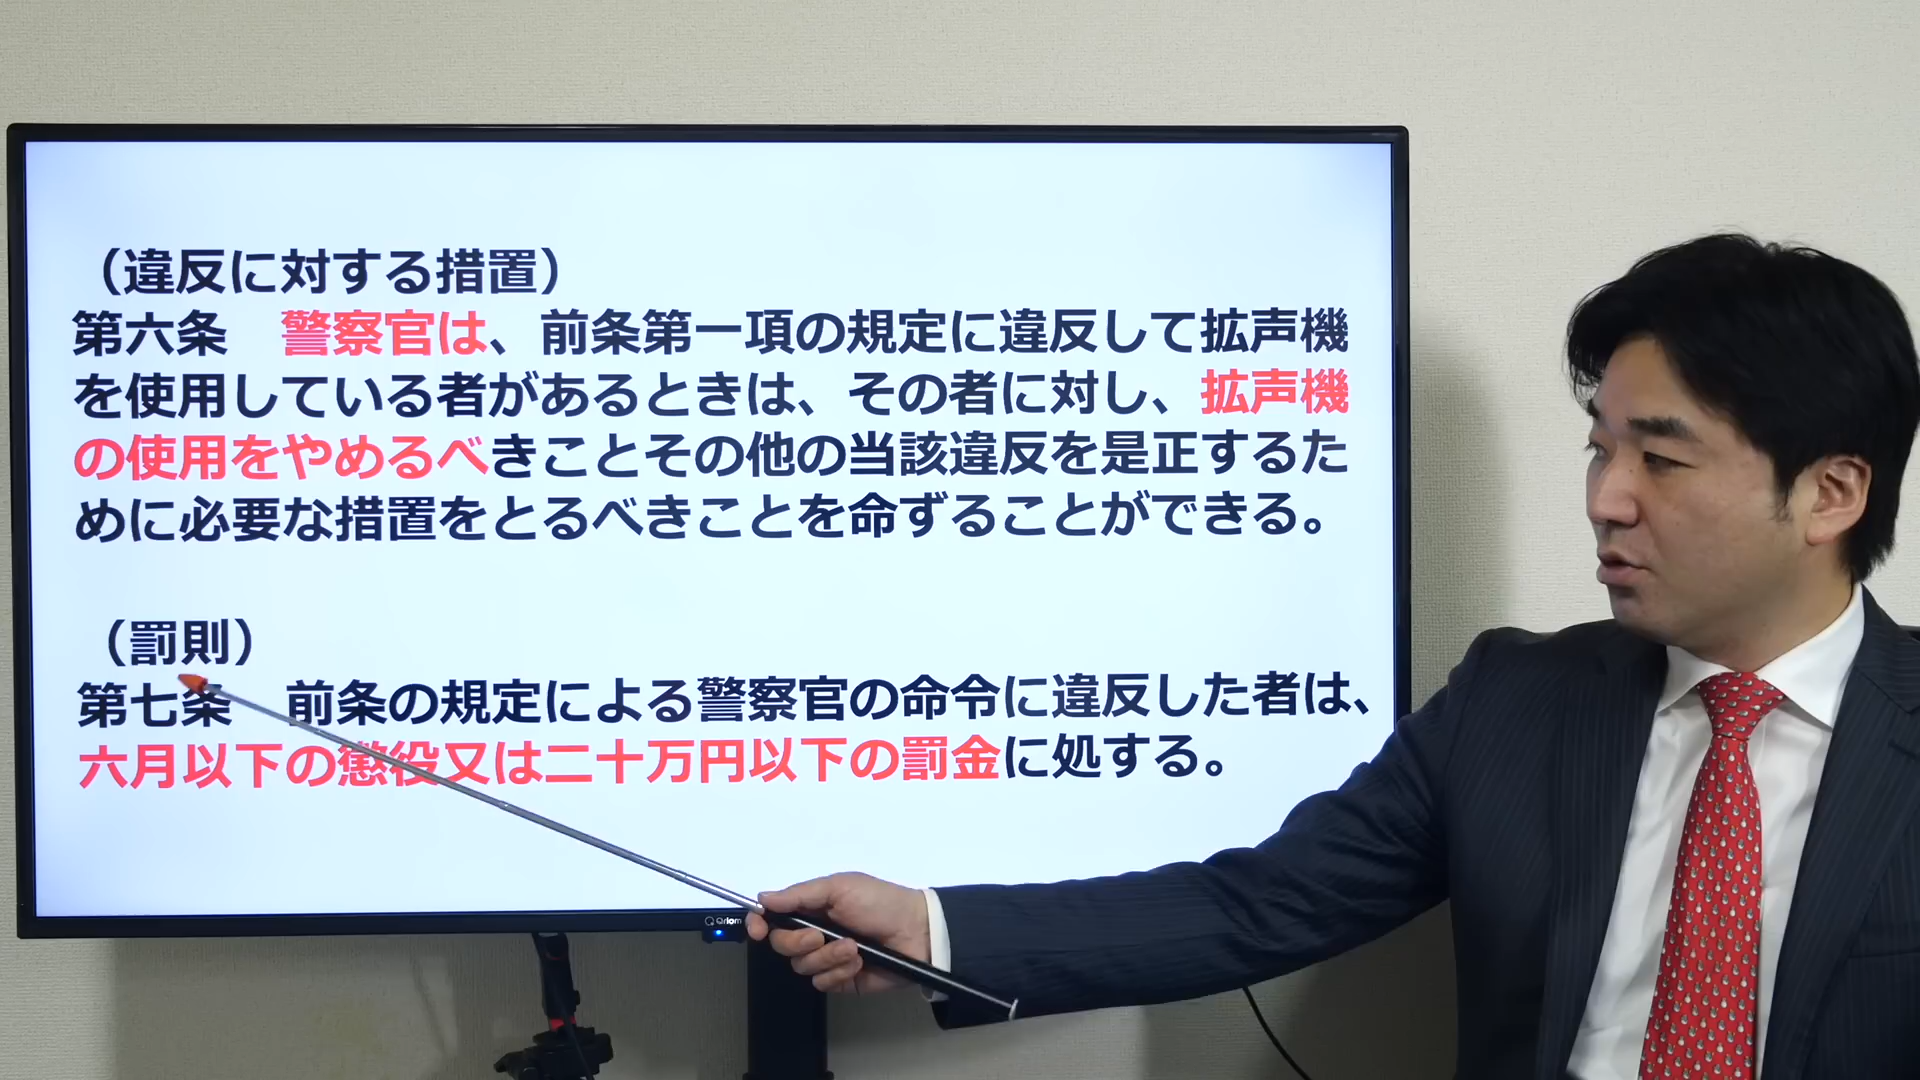 （違反に対する措置）
第六条　警察官は、前条第一項の規定に違反して拡声機
を使用している者があるときは、その者に対し、拡声機
の使用をやめるべきことその他の当該違反を是正するた
めに必要な措置をとるべきことを命ずることができる。
（罰則）
第七条　前条の規定による警察官の命令に違反した者は、
六月以下の懲役又は二十万円以下の罰金に処する。
Qriom